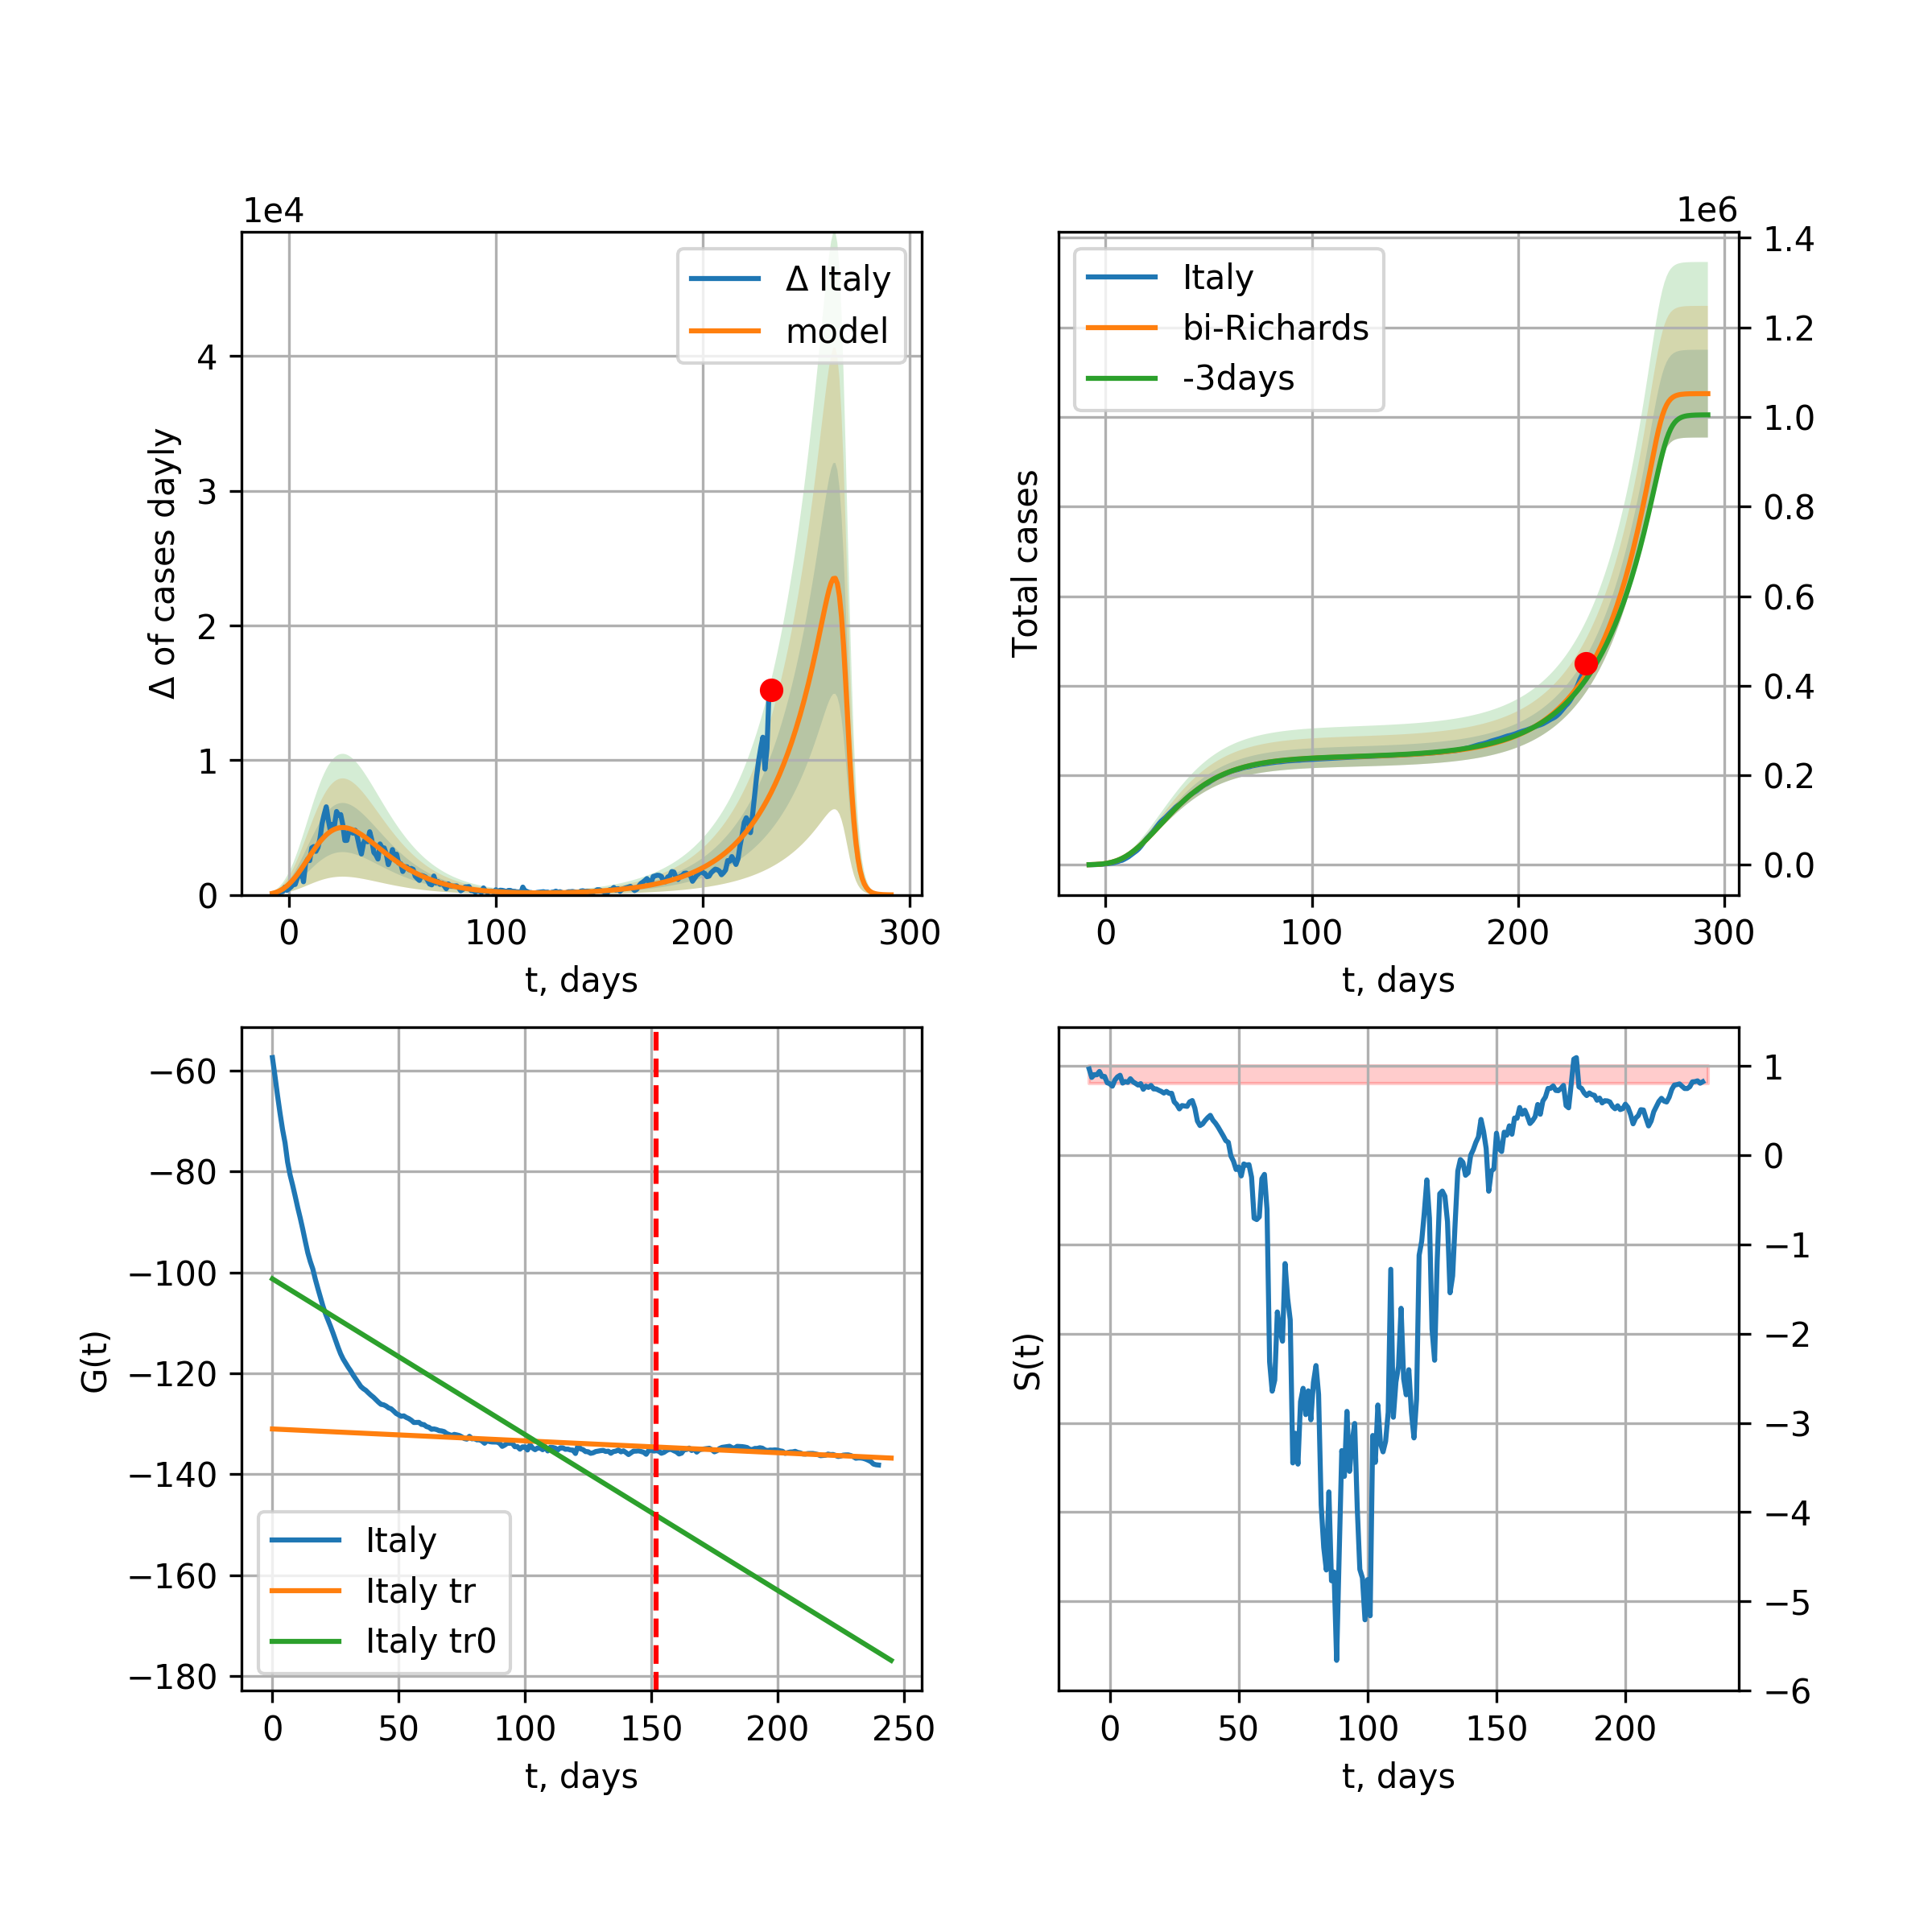 1e4
Δ of cases dayly
4
3
2
1
0
Δ Italy
model
0 100 200 300
t, days
1e6
Total cases
Italy
bi-Richards
-3days
1.4
1.2
1.0
0.8
0.6
0.4
0.2
0.0
0 100 200 300
t, days
G(t)
−60
−80
−100
−120
−140
−160
−180
Italy
Italy tr
Italy tr0
0 50 100 150 200 250
t, days
S(t)
1
0
−1
−2
−3
−4
−5
−6
0 50 100 150 200
t, days